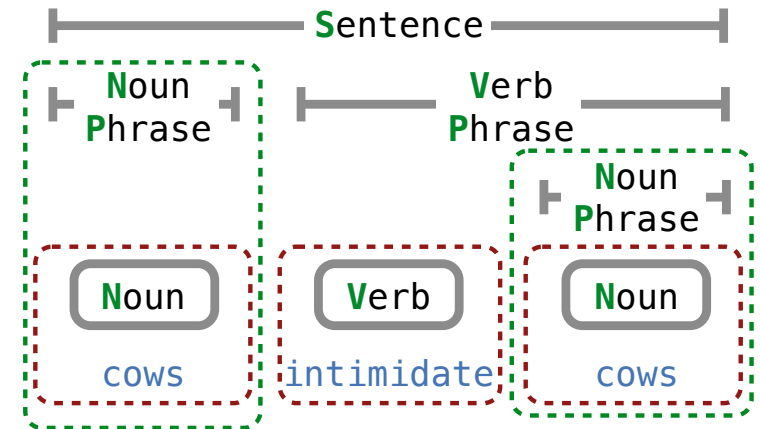 Sentence
Noun
Phrase
Verb
Phrase
Noun
Phrase
Noun
Verb
Noun
cows
intimidate
cows